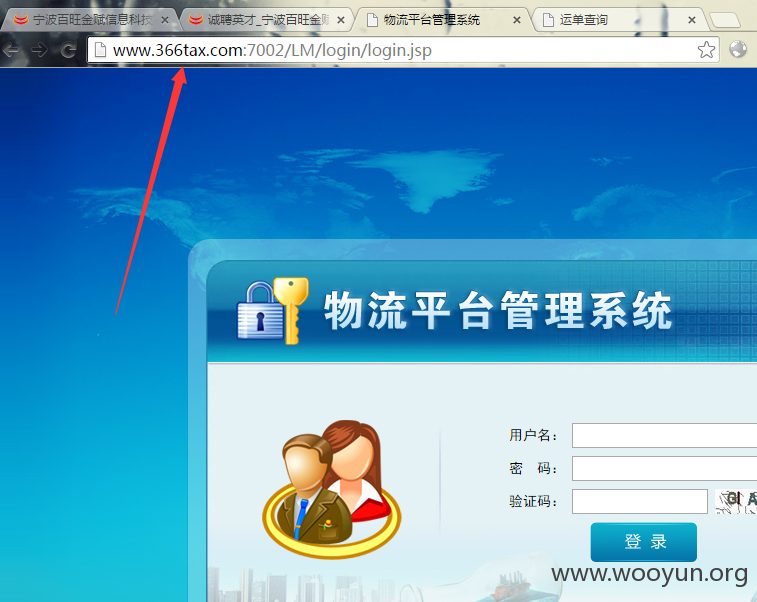 宁波百旺金赋信息科技
诚聘英才_宁波百旺金赋
物流平台管理系统
运单查询
www.366tax.com:7002/LM/login/login.jsp
物流平台管理系统
用户名：
密 码：
验证码：
登 录
www.wooyun.org